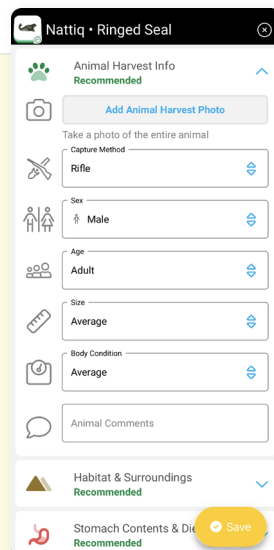 Nattiq • Ringed Seal
Animal Harvest Info
Recommended
Add Animal Harvest Photo
Take a photo of the entire animal
Capture Method
Rifle
Sex
Male
Age
Adult
Size
Average
Body Condition
Average
Animal Comments
Habitat & Surroundings
Recommended
Stomach Contents & Die
Save
Recommended